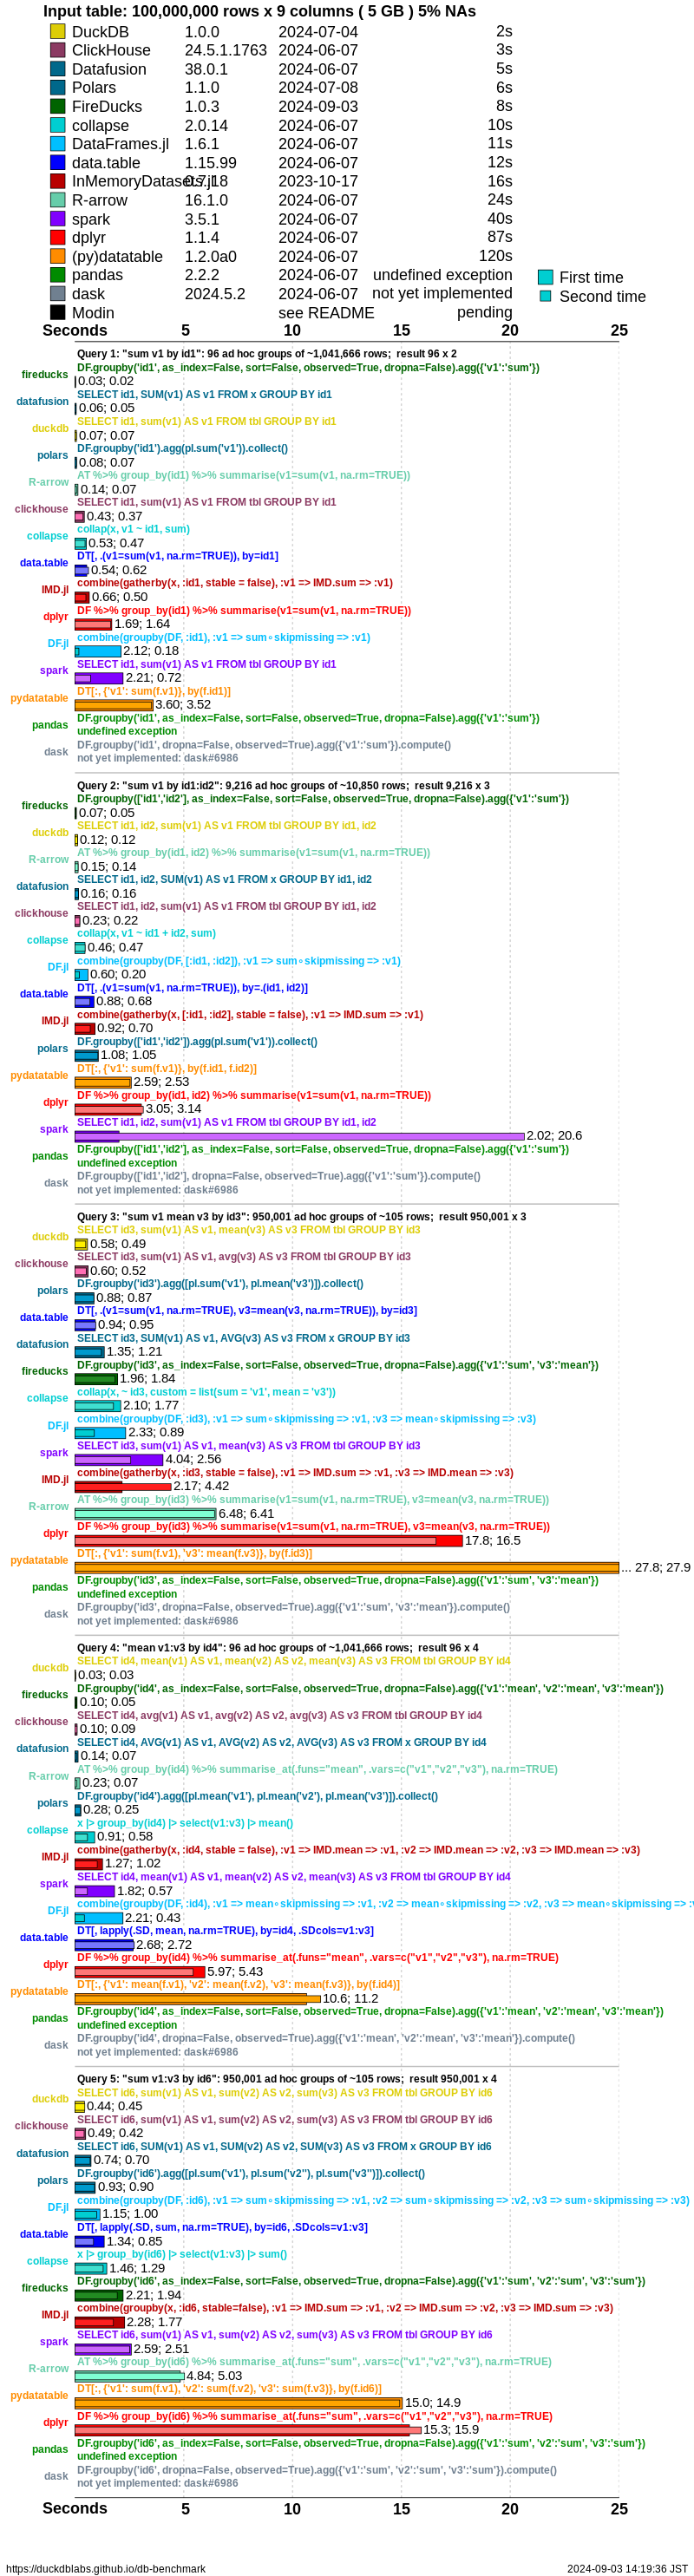 Input table: 100,000,000 rows x 9 columns ( 5 GB ) 5% NAs
DuckDB 1.0.0 2024-07-04 2s
ClickHouse 24.5.1.1763 2024-06-07 3s
Datafusion 38.0.1 2024-06-07 5s
Polars 1.1.0 2024-07-08 6s
FireDucks 1.0.3 2024-09-03 8s
collapse 2.0.14 2024-06-07 10s
DataFrames.jl 1.6.1 2024-06-07 11s
data.table 1.15.99 2024-06-07 12s
InMemoryDatasets.jl 0.7.18 2023-10-17 16s
R-arrow 16.1.0 2024-06-07 24s
spark 3.5.1 2024-06-07 40s
dplyr 1.1.4 2024-06-07 87s
(py)datatable 1.2.0a0 2024-06-07 120s
pandas 2.2.2 2024-06-07 undefined exception
dask 2024.5.2 2024-06-07 not yet implemented
Modin see README pending
First time
Second time
Seconds 5 10 15 20 25
Query 1: "sum v1 by id1": 96 ad hoc groups of ~1,041,666 rows; result 96 x 2
DF.groupby('id1', as_index=False, sort=False, observed=True, dropna=False).agg({'v1':'sum'})
fireducks 0.03; 0.02
SELECT id1, SUM(v1) AS v1 FROM x GROUP BY id1
datafusion 0.06; 0.05
SELECT id1, sum(v1) AS v1 FROM tbl GROUP BY id1
duckdb 0.07; 0.07
DF.groupby('id1').agg(pl.sum('v1')).collect()
polars 0.08; 0.07
AT %>% group_by(id1) %>% summarise(v1=sum(v1, na.rm=TRUE))
R-arrow 0.14; 0.07
SELECT id1, sum(v1) AS v1 FROM tbl GROUP BY id1
clickhouse 0.43; 0.37
collap(x, v1 ~ id1, sum)
collapse 0.53; 0.47
DT[, .(v1=sum(v1, na.rm=TRUE)), by=id1]
data.table 0.54; 0.62
combine(gatherby(x, :id1, stable = false), :v1 => IMD.sum => :v1)
IMD.jl 0.66; 0.50
DF %>% group_by(id1) %>% summarise(v1=sum(v1, na.rm=TRUE))
dplyr 1.69; 1.64
combine(groupby(DF, :id1), :v1 => sum∘skipmissing => :v1)
DF.jl 2.12; 0.18
SELECT id1, sum(v1) AS v1 FROM tbl GROUP BY id1
spark 2.21; 0.72
DT[:, {'v1': sum(f.v1)}, by(f.id1)]
pydatatable 3.60; 3.52
DF.groupby('id1', as_index=False, sort=False, observed=True, dropna=False).agg({'v1':'sum'})
pandas undefined exception
DF.groupby('id1', dropna=False, observed=True).agg({'v1':'sum'}).compute()
dask not yet implemented: dask#6986
Query 2: "sum v1 by id1:id2": 9,216 ad hoc groups of ~10,850 rows; result 9,216 x 3
DF.groupby(['id1','id2'], as_index=False, sort=False, observed=True, dropna=False).agg({'v1':'sum'})
fireducks 0.07; 0.05
SELECT id1, id2, sum(v1) AS v1 FROM tbl GROUP BY id1, id2
duckdb 0.12; 0.12
AT %>% group_by(id1, id2) %>% summarise(v1=sum(v1, na.rm=TRUE))
R-arrow 0.15; 0.14
SELECT id1, id2, SUM(v1) AS v1 FROM x GROUP BY id1, id2
datafusion 0.16; 0.16
SELECT id1, id2, sum(v1) AS v1 FROM tbl GROUP BY id1, id2
clickhouse 0.23; 0.22
collap(x, v1 ~ id1 + id2, sum)
collapse 0.46; 0.47
combine(groupby(DF, [:id1, :id2]), :v1 => sum∘skipmissing => :v1)
DF.jl 0.60; 0.20
DT[, .(v1=sum(v1, na.rm=TRUE)), by=.(id1, id2)]
data.table 0.88; 0.68
combine(gatherby(x, [:id1, :id2], stable = false), :v1 => IMD.sum => :v1)
IMD.jl 0.92; 0.70
DF.groupby(['id1','id2']).agg(pl.sum('v1')).collect()
polars 1.08; 1.05
DT[:, {'v1': sum(f.v1)}, by(f.id1, f.id2)]
pydatatable 2.59; 2.53
DF %>% group_by(id1, id2) %>% summarise(v1=sum(v1, na.rm=TRUE))
dplyr 3.05; 3.14
SELECT id1, id2, sum(v1) AS v1 FROM tbl GROUP BY id1, id2
spark 2.02; 20.6
DF.groupby(['id1','id2'], as_index=False, sort=False, observed=True, dropna=False).agg({'v1':'sum'})
pandas undefined exception
DF.groupby(['id1','id2'], dropna=False, observed=True).agg({'v1':'sum'}).compute()
dask not yet implemented: dask#6986
Query 3: "sum v1 mean v3 by id3": 950,001 ad hoc groups of ~105 rows; result 950,001 x 3
SELECT id3, sum(v1) AS v1, mean(v3) AS v3 FROM tbl GROUP BY id3
duckdb 0.58; 0.49
SELECT id3, sum(v1) AS v1, avg(v3) AS v3 FROM tbl GROUP BY id3
clickhouse 0.60; 0.52
DF.groupby('id3').agg([pl.sum('v1'), pl.mean('v3')]).collect()
polars 0.88; 0.87
DT[, .(v1=sum(v1, na.rm=TRUE), v3=mean(v3, na.rm=TRUE)), by=id3]
data.table 0.94; 0.95
SELECT id3, SUM(v1) AS v1, AVG(v3) AS v3 FROM x GROUP BY id3
datafusion 1.35; 1.21
DF.groupby('id3', as_index=False, sort=False, observed=True, dropna=False).agg({'v1':'sum', 'v3':'mean'})
fireducks 1.96; 1.84
collap(x, ~ id3, custom = list(sum = 'v1', mean = 'v3'))
collapse 2.10; 1.77
combine(groupby(DF, :id3), :v1 => sum∘skipmissing => :v1, :v3 => mean∘skipmissing => :v3)
DF.jl 2.33; 0.89
SELECT id3, sum(v1) AS v1, mean(v3) AS v3 FROM tbl GROUP BY id3
spark 4.04; 2.56
combine(gatherby(x, :id3, stable = false), :v1 => IMD.sum => :v1, :v3 => IMD.mean => :v3)
IMD.jl 2.17; 4.42
AT %>% group_by(id3) %>% summarise(v1=sum(v1, na.rm=TRUE), v3=mean(v3, na.rm=TRUE))
R-arrow 6.48; 6.41
DF %>% group_by(id3) %>% summarise(v1=sum(v1, na.rm=TRUE), v3=mean(v3, na.rm=TRUE))
dplyr 17.8; 16.5
DT[:, {'v1': sum(f.v1), 'v3': mean(f.v3)}, by(f.id3)]
pydatatable ... 27.8; 27.9
DF.groupby('id3', as_index=False, sort=False, observed=True, dropna=False).agg({'v1':'sum', 'v3':'mean'})
pandas undefined exception
DF.groupby('id3', dropna=False, observed=True).agg({'v1':'sum', 'v3':'mean'}).compute()
dask not yet implemented: dask#6986
Query 4: "mean v1:v3 by id4": 96 ad hoc groups of ~1,041,666 rows; result 96 x 4
SELECT id4, mean(v1) AS v1, mean(v2) AS v2, mean(v3) AS v3 FROM tbl GROUP BY id4
duckdb 0.03; 0.03
DF.groupby('id4', as_index=False, sort=False, observed=True, dropna=False).agg({'v1':'mean', 'v2':'mean', 'v3':'mean'})
fireducks 0.10; 0.05
SELECT id4, avg(v1) AS v1, avg(v2) AS v2, avg(v3) AS v3 FROM tbl GROUP BY id4
clickhouse 0.10; 0.09
SELECT id4, AVG(v1) AS v1, AVG(v2) AS v2, AVG(v3) AS v3 FROM x GROUP BY id4
datafusion 0.14; 0.07
AT %>% group_by(id4) %>% summarise_at(.funs="mean", .vars=c("v1","v2","v3"), na.rm=TRUE)
R-arrow 0.23; 0.07
DF.groupby('id4').agg([pl.mean('v1'), pl.mean('v2'), pl.mean('v3')]).collect()
polars 0.28; 0.25
x |> group_by(id4) |> select(v1:v3) |> mean()
collapse 0.91; 0.58
combine(gatherby(x, :id4, stable = false), :v1 => IMD.mean => :v1, :v2 => IMD.mean => :v2, :v3 => IMD.mean => :v3)
IMD.jl 1.27; 1.02
SELECT id4, mean(v1) AS v1, mean(v2) AS v2, mean(v3) AS v3 FROM tbl GROUP BY id4
spark 1.82; 0.57
combine(groupby(DF, :id4), :v1 => mean∘skipmissing => :v1, :v2 => mean∘skipmissing => :v2, :v3 => mean∘skipmissing => :v
DF.jl 2.21; 0.43
DT[, lapply(.SD, mean, na.rm=TRUE), by=id4, .SDcols=v1:v3]
data.table 2.68; 2.72
DF %>% group_by(id4) %>% summarise_at(.funs="mean", .vars=c("v1","v2","v3"), na.rm=TRUE)
dplyr 5.97; 5.43
DT[:, {'v1': mean(f.v1), 'v2': mean(f.v2), 'v3': mean(f.v3)}, by(f.id4)]
pydatatable 10.6; 11.2
DF.groupby('id4', as_index=False, sort=False, observed=True, dropna=False).agg({'v1':'mean', 'v2':'mean', 'v3':'mean'})
pandas undefined exception
DF.groupby('id4', dropna=False, observed=True).agg({'v1':'mean', 'v2':'mean', 'v3':'mean'}).compute()
dask not yet implemented: dask#6986
Query 5: "sum v1:v3 by id6": 950,001 ad hoc groups of ~105 rows; result 950,001 x 4
SELECT id6, sum(v1) AS v1, sum(v2) AS v2, sum(v3) AS v3 FROM tbl GROUP BY id6
duckdb 0.44; 0.45
SELECT id6, sum(v1) AS v1, sum(v2) AS v2, sum(v3) AS v3 FROM tbl GROUP BY id6
clickhouse 0.49; 0.42
SELECT id6, SUM(v1) AS v1, SUM(v2) AS v2, SUM(v3) AS v3 FROM x GROUP BY id6
datafusion 0.74; 0.70
DF.groupby('id6').agg([pl.sum('v1'), pl.sum('v2''), pl.sum('v3'')]).collect()
polars 0.93; 0.90
combine(groupby(DF, :id6), :v1 => sum∘skipmissing => :v1, :v2 => sum∘skipmissing => :v2, :v3 => sum∘skipmissing => :v3)
DF.jl 1.15; 1.00
DT[, lapply(.SD, sum, na.rm=TRUE), by=id6, .SDcols=v1:v3]
data.table 1.34; 0.85
x |> group_by(id6) |> select(v1:v3) |> sum()
collapse 1.46; 1.29
DF.groupby('id6', as_index=False, sort=False, observed=True, dropna=False).agg({'v1':'sum', 'v2':'sum', 'v3':'sum'})
fireducks 2.21; 1.94
combine(groupby(x, :id6, stable=false), :v1 => IMD.sum => :v1, :v2 => IMD.sum => :v2, :v3 => IMD.sum => :v3)
IMD.jl 2.28; 1.77
SELECT id6, sum(v1) AS v1, sum(v2) AS v2, sum(v3) AS v3 FROM tbl GROUP BY id6
spark 2.59; 2.51
AT %>% group_by(id6) %>% summarise_at(.funs="sum", .vars=c("v1","v2","v3"), na.rm=TRUE)
R-arrow 4.84; 5.03
DT[:, {'v1': sum(f.v1), 'v2': sum(f.v2), 'v3': sum(f.v3)}, by(f.id6)]
pydatatable 15.0; 14.9
DF %>% group_by(id6) %>% summarise_at(.funs="sum", .vars=c("v1","v2","v3"), na.rm=TRUE)
dplyr 15.3; 15.9
DF.groupby('id6', as_index=False, sort=False, observed=True, dropna=False).agg({'v1':'sum', 'v2':'sum', 'v3':'sum'})
pandas undefined exception
DF.groupby('id6', dropna=False, observed=True).agg({'v1':'sum', 'v2':'sum', 'v3':'sum'}).compute()
dask not yet implemented: dask#6986
Seconds 5 10 15 20 25
https://duckdblabs.github.io/db-benchmark 2024-09-03 14:19:36 JST